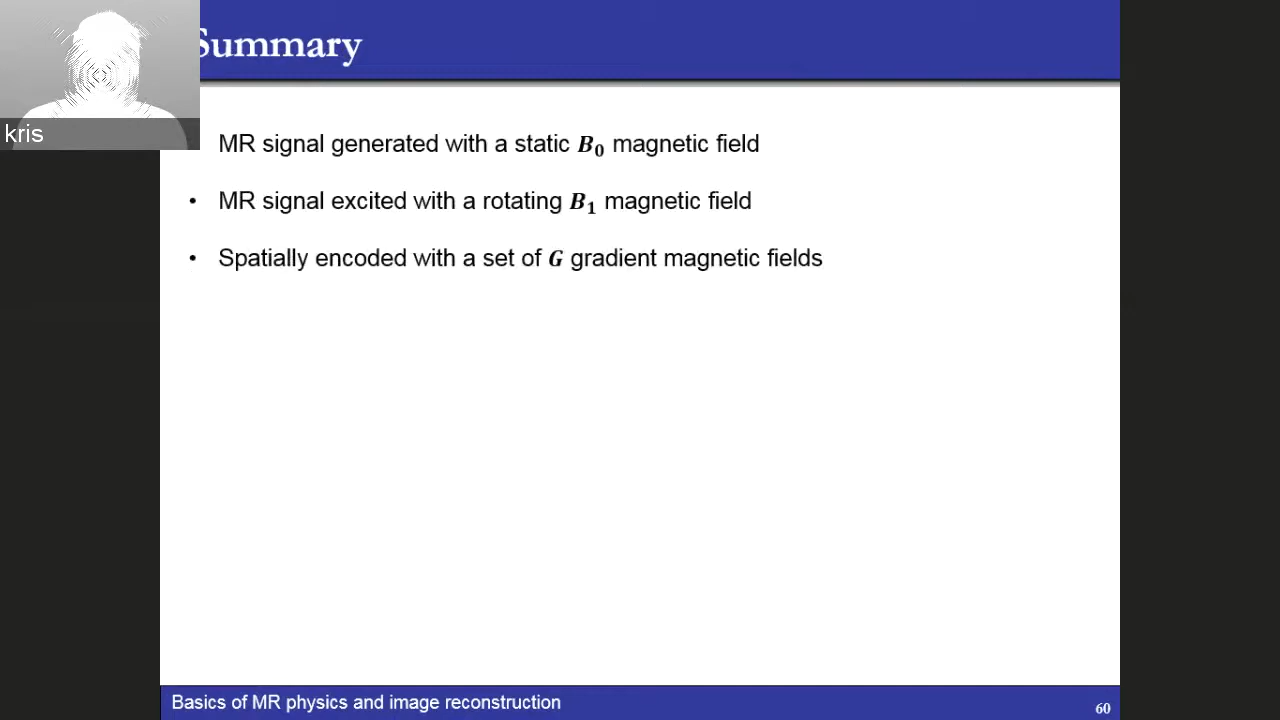 Summary
kris
MR signal generated with a static B₀ magnetic field
• MR signal excited with a rotating B₁ magnetic field
• Spatially encoded with a set of G gradient magnetic fields
Basics of MR physics and image reconstruction
60